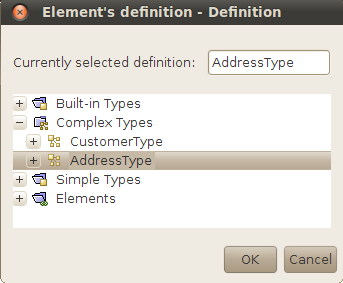 Element's definition - Definition
Currently selected definition: AddressType
Built-in Types
Complex Types
CustomerType
AddressType
Simple Types
Elements
OK Cancel